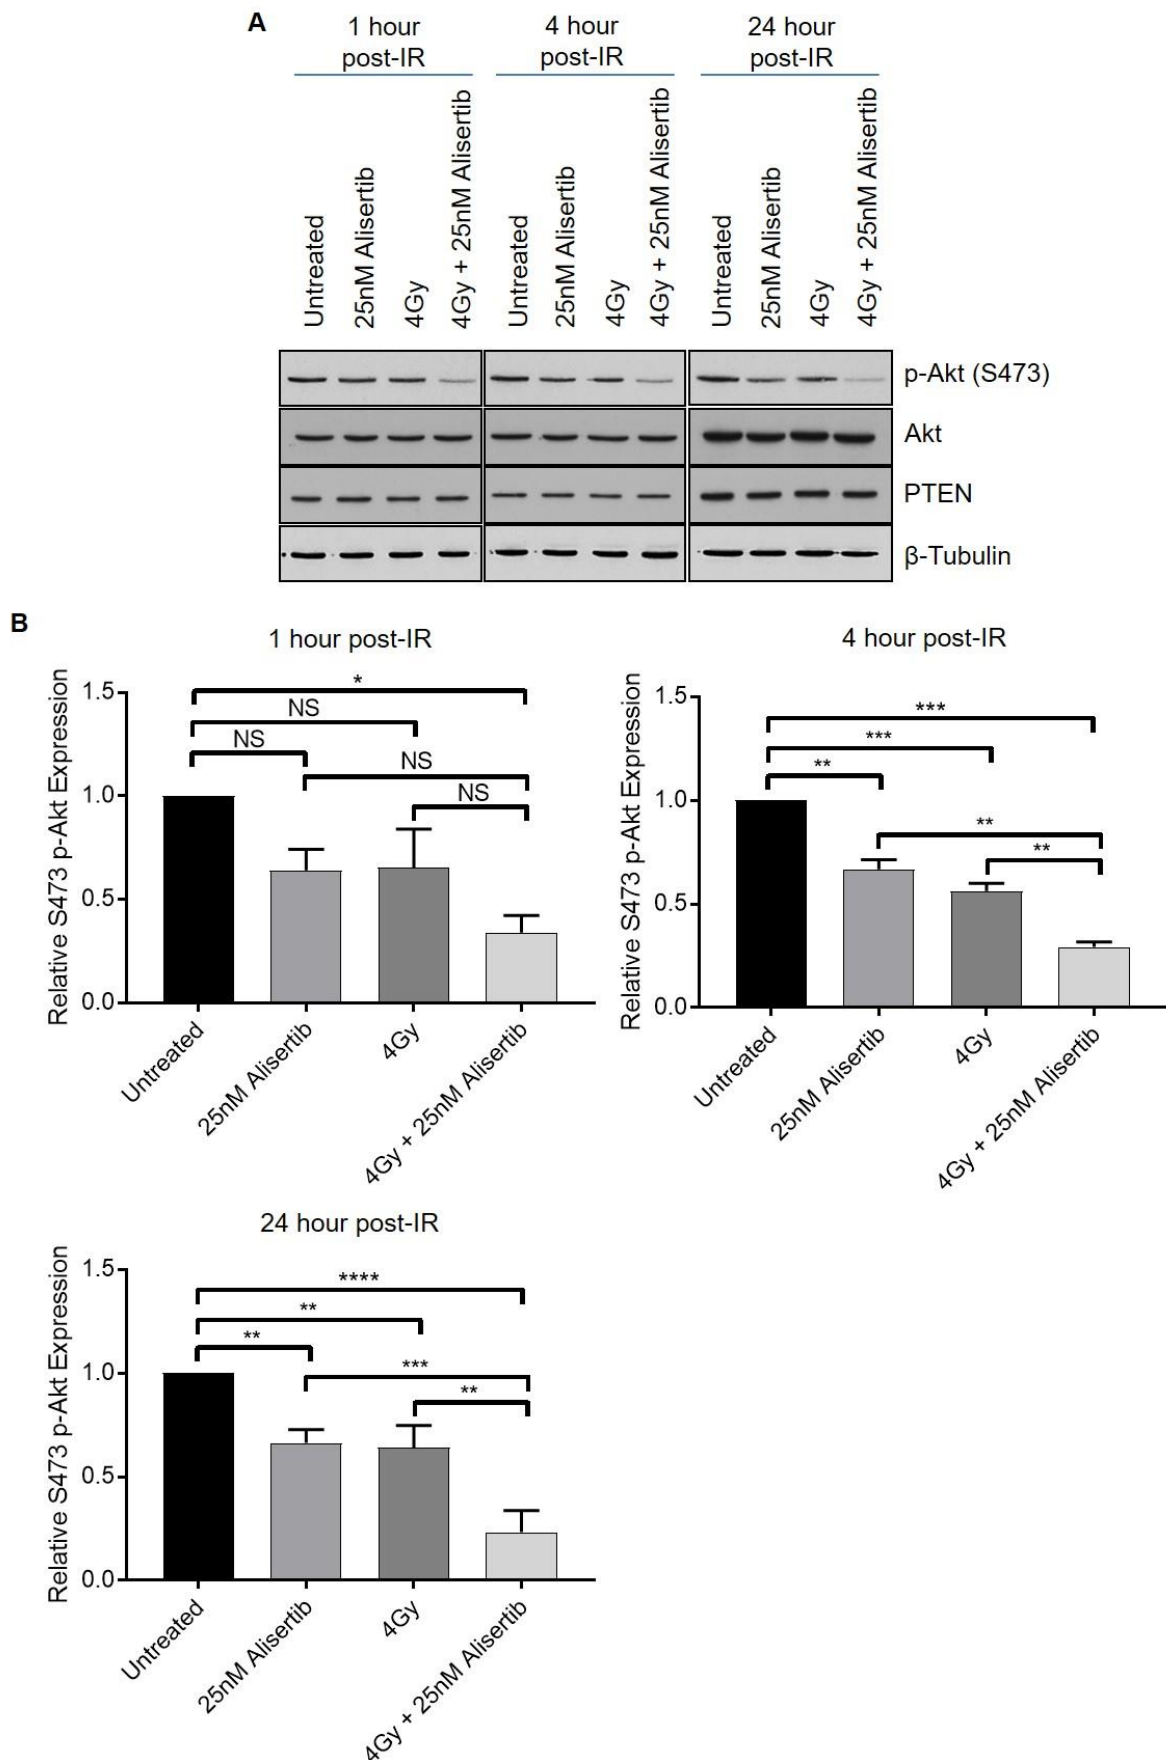 A
1 hour
post-IR
4 hour
post-IR
24 hour
post-IR
Untreated
25nM Alisertib
4Gy
4Gy + 25nM Alisertib
Untreated
25nM Alisertib
4Gy
4Gy + 25nM Alisertib
Untreated
25nM Alisertib
4Gy
4Gy + 25nM Alisertib
p-Akt (S473)
Akt
PTEN
β-Tubulin
B
1 hour post-IR
Relative S473 p-Akt Expression
1.5
1.0
0.5
0.0
*
NS
NS
NS
NS
Untreated
25nM Alisertib
4Gy
4Gy + 25nM Alisertib
4 hour post-IR
Relative S473 p-Akt Expression
1.5
1.0
0.5
0.0
***
***
**
**
**
Untreated
25nM Alisertib
4Gy
4Gy + 25nM Alisertib
24 hour post-IR
Relative S473 p-Akt Expression
1.5
1.0
0.5
0.0
****
**
**
***
**
Untreated
25nM Alisertib
4Gy
4Gy + 25nM Alisertib